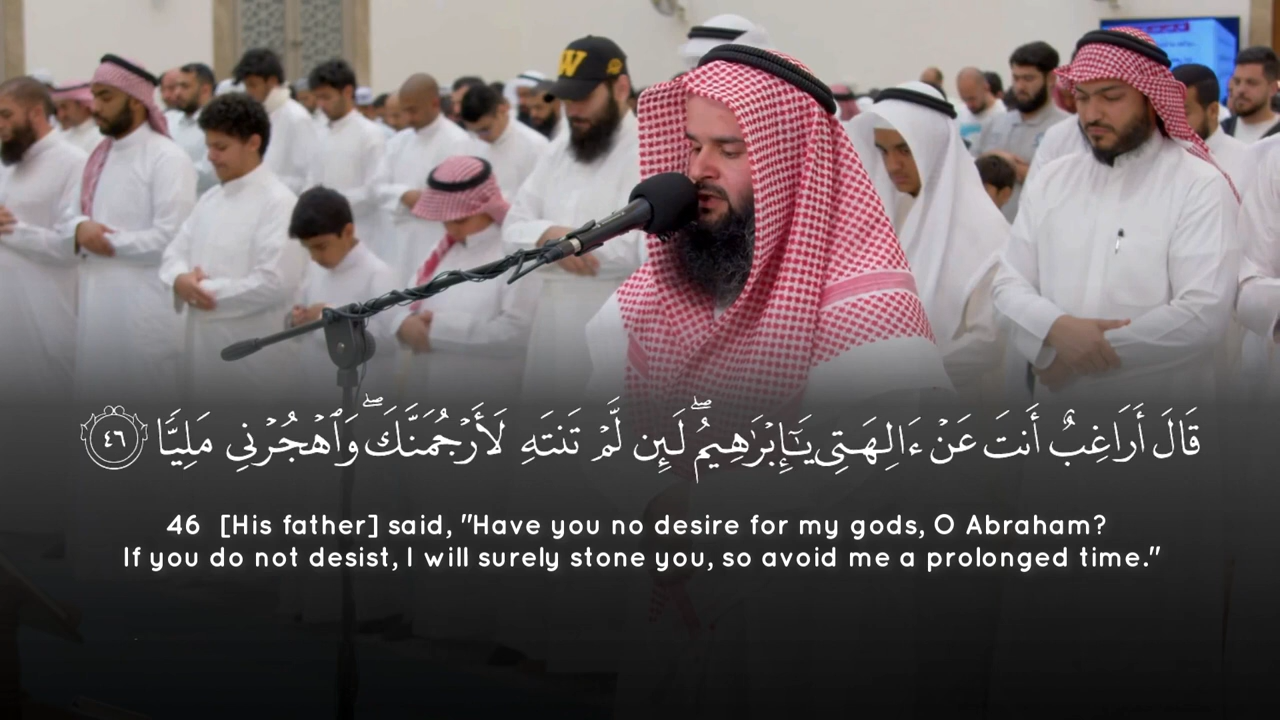 W
قَالَ أَرَاغِبٌ أَنتَ عَنْ ءَالِهَتِى يَـٰٓإِبْرَٰهِيمُ ۖ لَئِن لَّمْ تَنتَهِ لَأَرْجُمَنَّكَ ۖ وَٱهْجُرْنِى مَلِيًّا ٤٦
46 [His father] said, "Have you no desire for my gods, O Abraham?
If you do not desist, I will surely stone you, so avoid me a prolonged time."